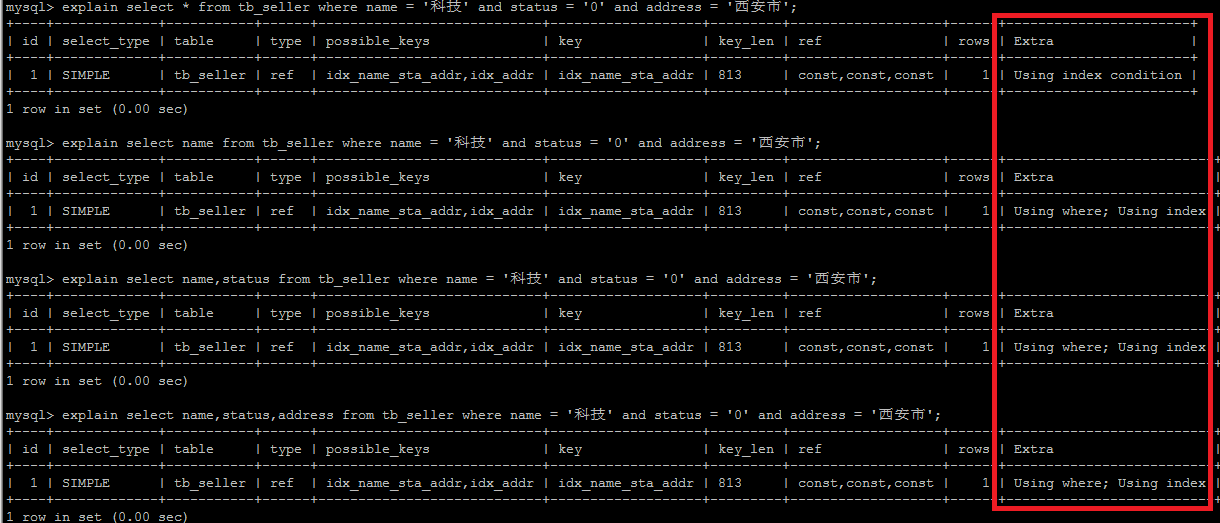 mysql> explain select * from tb_seller where name = '科技' and status = '0' and address = '西安市';
+----+-------------+-----------+------+--------------------------+-------------------+---------+-------------------+------+-----------------------+
| id | select_type | table     | type | possible_keys            | key               | key_len | ref               | rows | Extra                 |
+----+-------------+-----------+------+--------------------------+-------------------+---------+-------------------+------+-----------------------+
|  1 | SIMPLE      | tb_seller | ref  | idx_name_sta_addr,idx_addr | idx_name_sta_addr | 813     | const,const,const |    1 | Using index condition |
+----+-------------+-----------+------+--------------------------+-------------------+---------+-------------------+------+-----------------------+
1 row in set (0.00 sec)
mysql> explain select name from tb_seller where name = '科技' and status = '0' and address = '西安市';
+----+-------------+-----------+------+--------------------------+-------------------+---------+-------------------+------+--------------------------+
| id | select_type | table     | type | possible_keys            | key               | key_len | ref               | rows | Extra
+----+-------------+-----------+------+--------------------------+-------------------+---------+-------------------+------+--------------------------+
|  1 | SIMPLE      | tb_seller | ref  | idx_name_sta_addr,idx_addr | idx_name_sta_addr | 813     | const,const,const |    1 | Using where; Using index |
+----+-------------+-----------+------+--------------------------+-------------------+---------+-------------------+------+--------------------------+
1 row in set (0.00 sec)
mysql> explain select name,status from tb_seller where name = '科技' and status = '0' and address = '西安市';
+----+-------------+-----------+------+--------------------------+-------------------+---------+-------------------+------+--------------------------+
| id | select_type | table     | type | possible_keys            | key               | key_len | ref               | rows | Extra
+----+-------------+-----------+------+--------------------------+-------------------+---------+-------------------+------+--------------------------+
|  1 | SIMPLE      | tb_seller | ref  | idx_name_sta_addr,idx_addr | idx_name_sta_addr | 813     | const,const,const |    1 | Using where; Using index |
+----+-------------+-----------+------+--------------------------+-------------------+---------+-------------------+------+--------------------------+
1 row in set (0.00 sec)
mysql> explain select name,status,address from tb_seller where name = '科技' and status = '0' and address = '西安市';
+----+-------------+-----------+------+--------------------------+-------------------+---------+-------------------+------+--------------------------+
| id | select_type | table     | type | possible_keys            | key               | key_len | ref               | rows | Extra
+----+-------------+-----------+------+--------------------------+-------------------+---------+-------------------+------+--------------------------+
|  1 | SIMPLE      | tb_seller | ref  | idx_name_sta_addr,idx_addr | idx_name_sta_addr | 813     | const,const,const |    1 | Using where; Using index |
+----+-------------+-----------+------+--------------------------+-------------------+---------+-------------------+------+--------------------------+
1 row in set (0.00 sec)